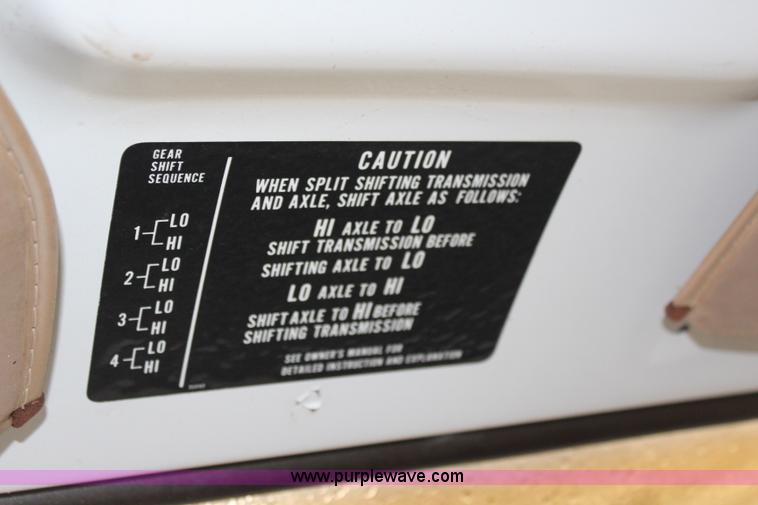 GEAR
SHIFT
SEQUENCE
1 LO
HI
2 LO
HI
3 LO
HI
4 LO
HI
CAUTION
WHEN SPLIT SHIFTING TRANSMISSION
AND AXLE, SHIFT AXLE AS FOLLOWS:
HI AXLE TO LO
SHIFT TRANSMISSION BEFORE
SHIFTING AXLE TO LO
LO AXLE TO HI
SHIFT AXLE TO HI BEFORE
SHIFTING TRANSMISSION
SEE OWNER'S MANUAL FOR
DETAILED INSTRUCTION AND EXPLANATION
www.purplewave.com